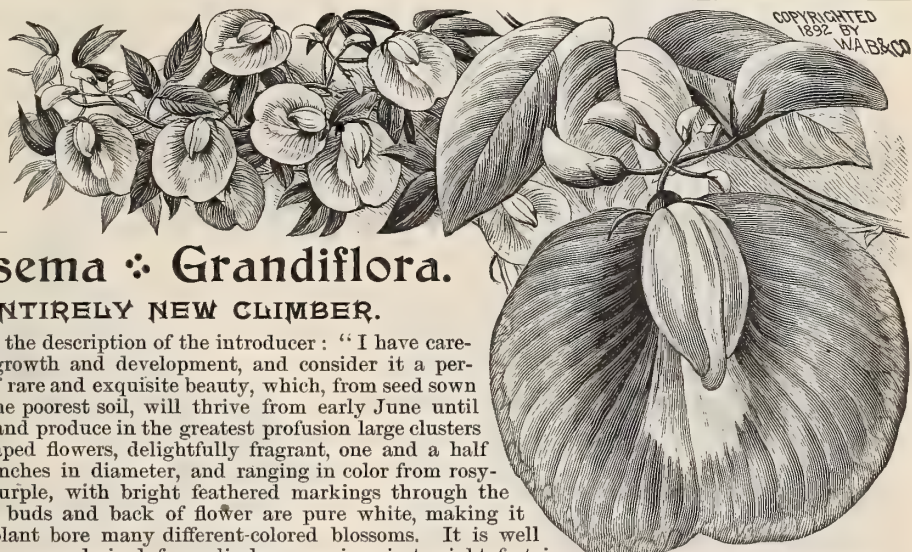 COPYRIGHTED
1892 BY
W.A.B&CO
sema ⁘ Grandiflora.
NTIRELY NEW CLIMBER.
the description of the introducer : “ I have care-
growth and development, and consider it a per-
rare and exquisite beauty, which, from seed sown
he poorest soil, will thrive from early June until
and produce in the greatest profusion large clusters
aped flowers, delightfully fragrant, one and a half
nches in diameter, and ranging in color from rosy-
urple, with bright feathered markings through the
buds and back of flower are pure white, making it
lant bore many different-colored blossoms. It is well